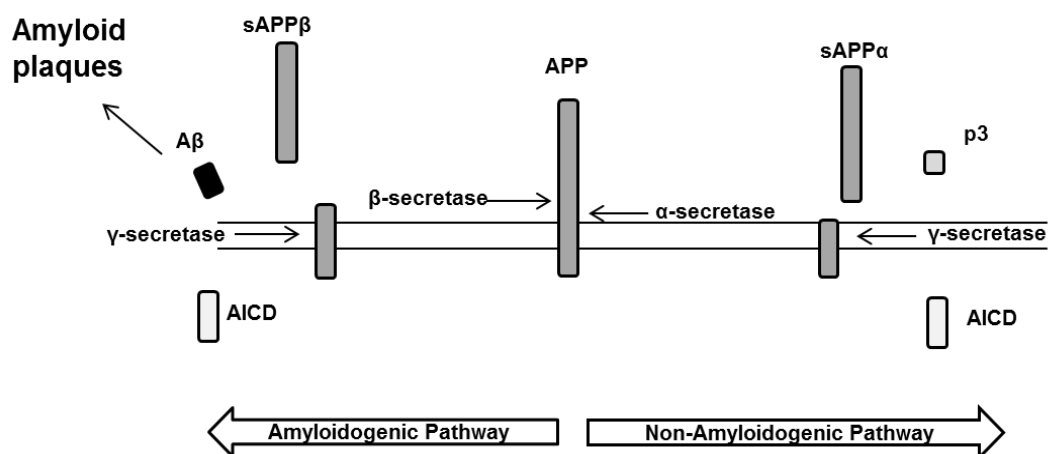 Amyloid
plaques
sAPPβ
APP
sAPPα
Aβ
p3
β-secretase
α-secretase
γ-secretase
γ-secretase
AICD
AICD
Amyloidogenic Pathway
Non-Amyloidogenic Pathway